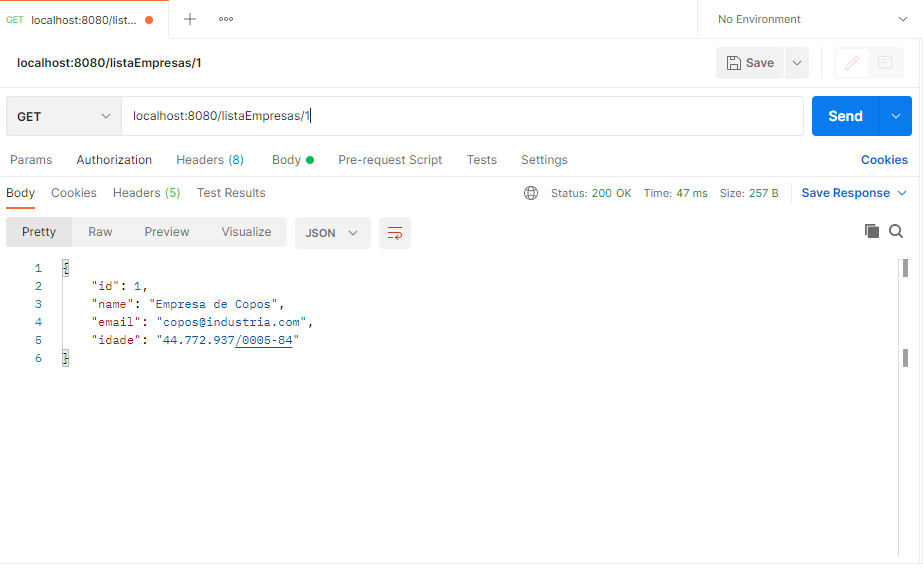 GET localhost:8080/list...
No Environment
localhost:8080/listaEmpresas/1
Save
GET
localhost:8080/listaEmpresas/1
Send
Params Authorization Headers (8) Body Pre-request Script Tests Settings Cookies
Body Cookies Headers (5) Test Results Status: 200 OK Time: 47 ms Size: 257 B Save Response
Pretty Raw Preview Visualize JSON
1 {
2 "id": 1,
3 "name": "Empresa de Copos",
4 "email": "copos@industria.com",
5 "idade": "44.772.937/0005-84"
6 }